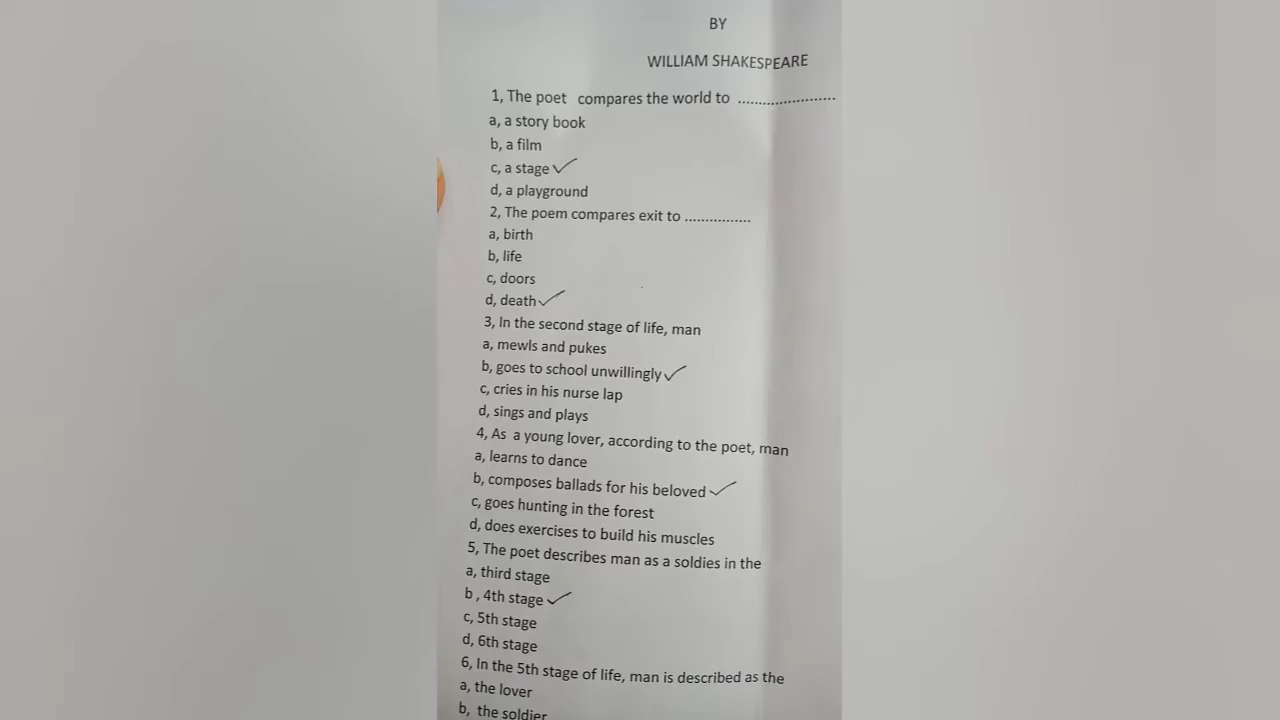 BY
WILLIAM SHAKESPEARE
1, The poet compares the world to .......................
a, a story book
b, a film
c, a stage ✓
d, a playground
2, The poem compares exit to ................
a, birth
b, life
c, doors
d, death ✓
3, In the second stage of life, man
a, mewls and pukes
b, goes to school unwillingly ✓
c, cries in his nurse lap
d, sings and plays
4, As a young lover, according to the poet, man
a, learns to dance
b, composes ballads for his beloved ✓
c, goes hunting in the forest
d, does exercises to build his muscles
5, The poet describes man as a soldies in the
a, third stage
b , 4th stage ✓
c, 5th stage
d, 6th stage
6, In the 5th stage of life, man is described as the
a, the lover
b, the soldier